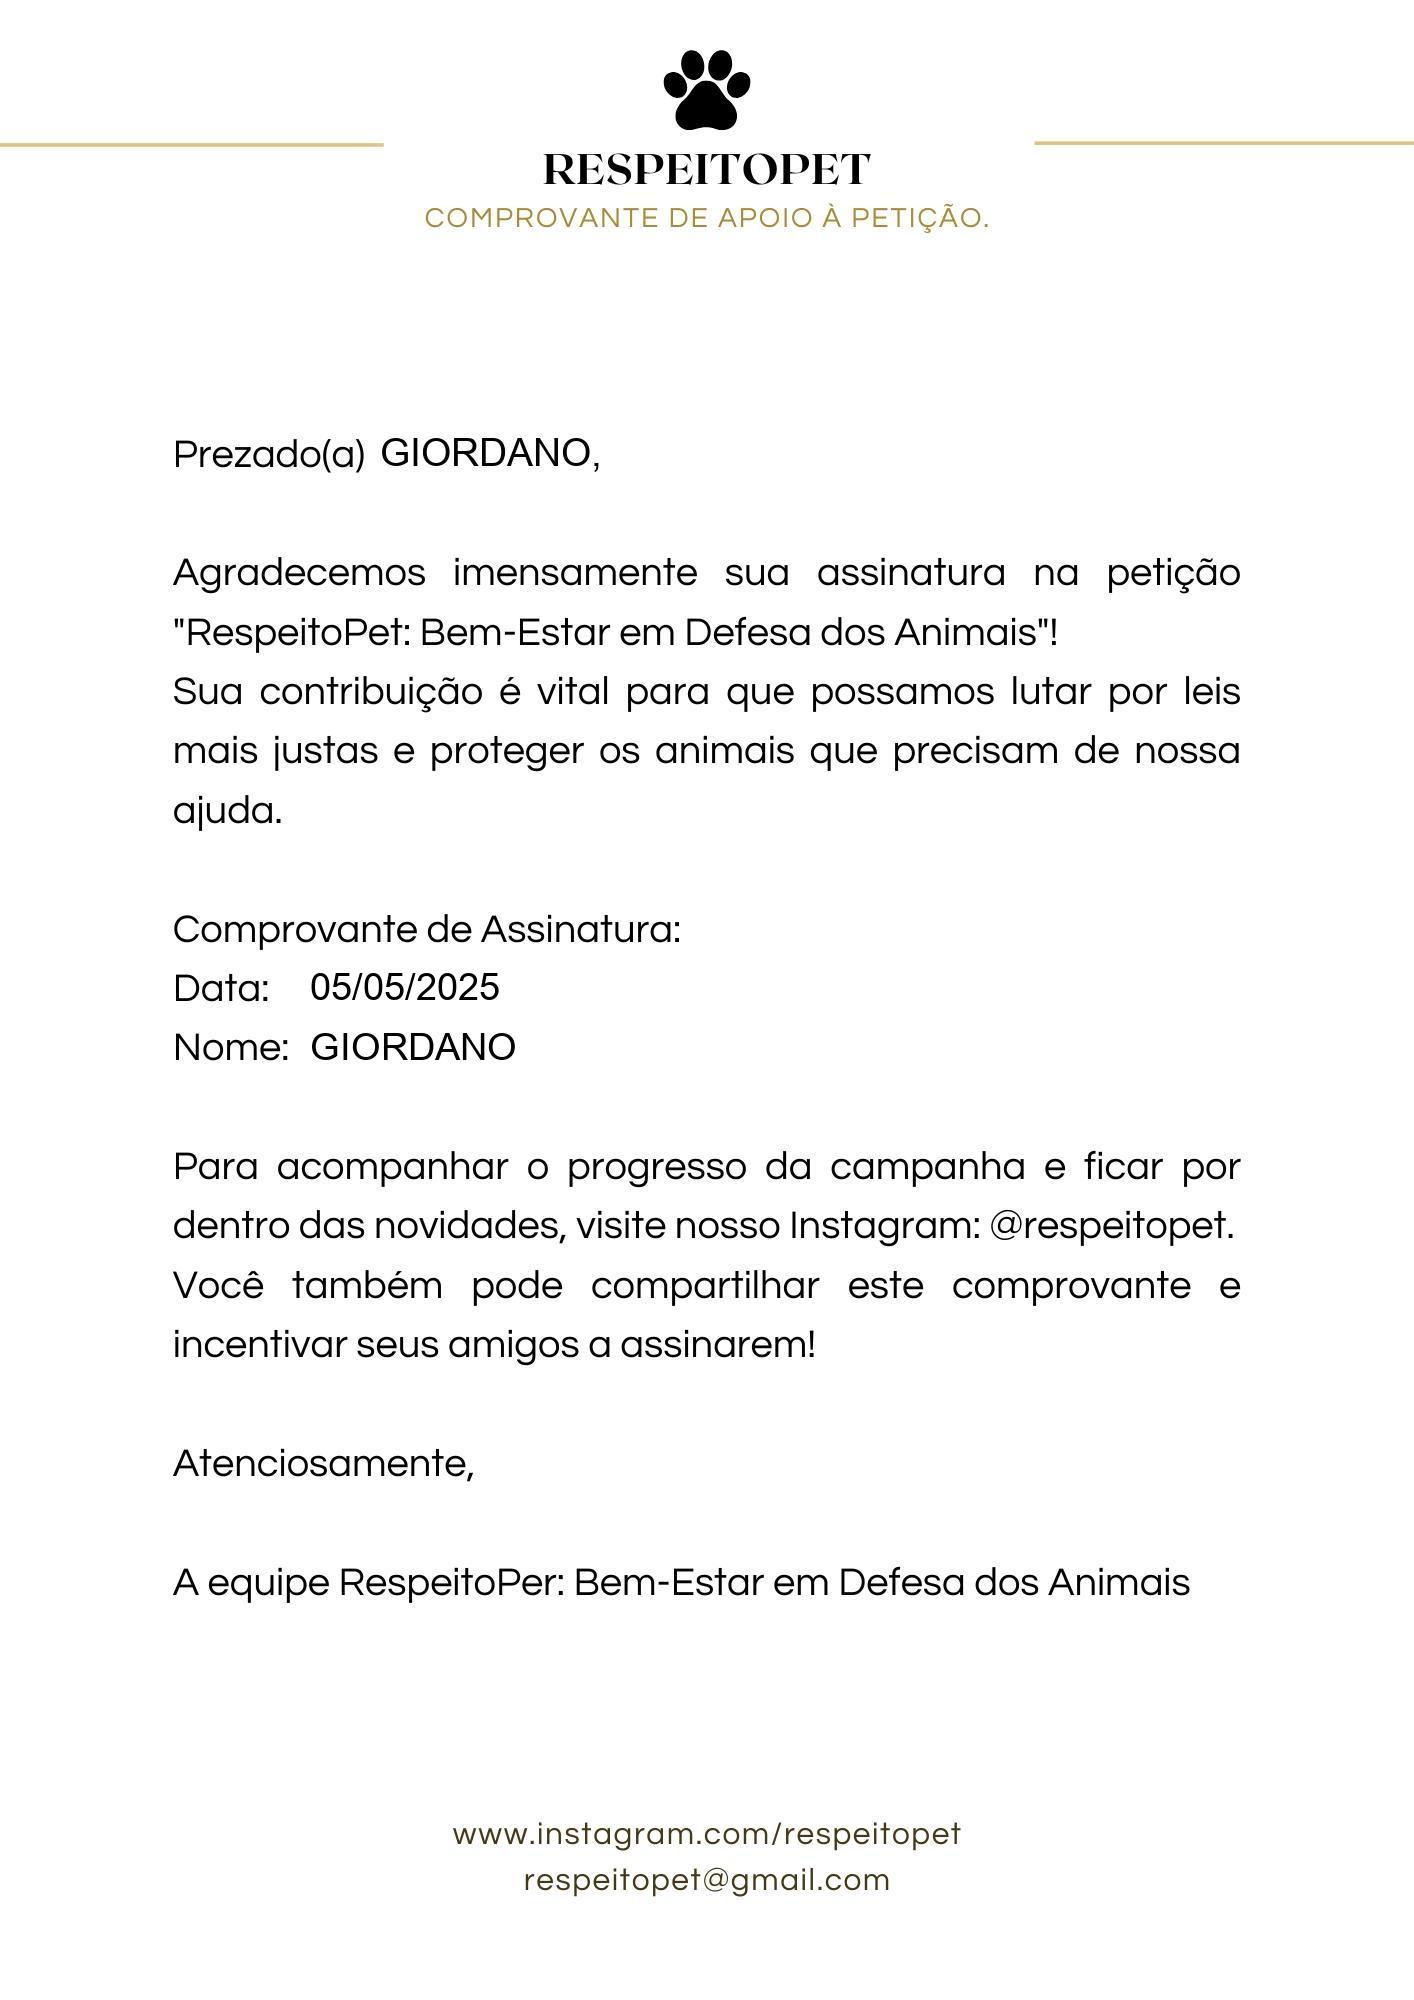 RESPEITOPET
COMPROVANTE DE APOIO À PETIÇÃO.
Prezado(a) GIORDANO,
Agradecemos imensamente sua assinatura na petição
"RespeitoPet: Bem-Estar em Defesa dos Animais"!
Sua contribuição é vital para que possamos lutar por leis
mais justas e proteger os animais que precisam de nossa
ajuda.
Comprovante de Assinatura:
Data: 05/05/2025
Nome: GIORDANO
Para acompanhar o progresso da campanha e ficar por
dentro das novidades, visite nosso Instagram: @respeitopet.
Você também pode compartilhar este comprovante e
incentivar seus amigos a assinarem!
Atenciosamente,
A equipe RespeitoPer: Bem-Estar em Defesa dos Animais
www.instagram.com/respeitopet
respeitopet@gmail.com